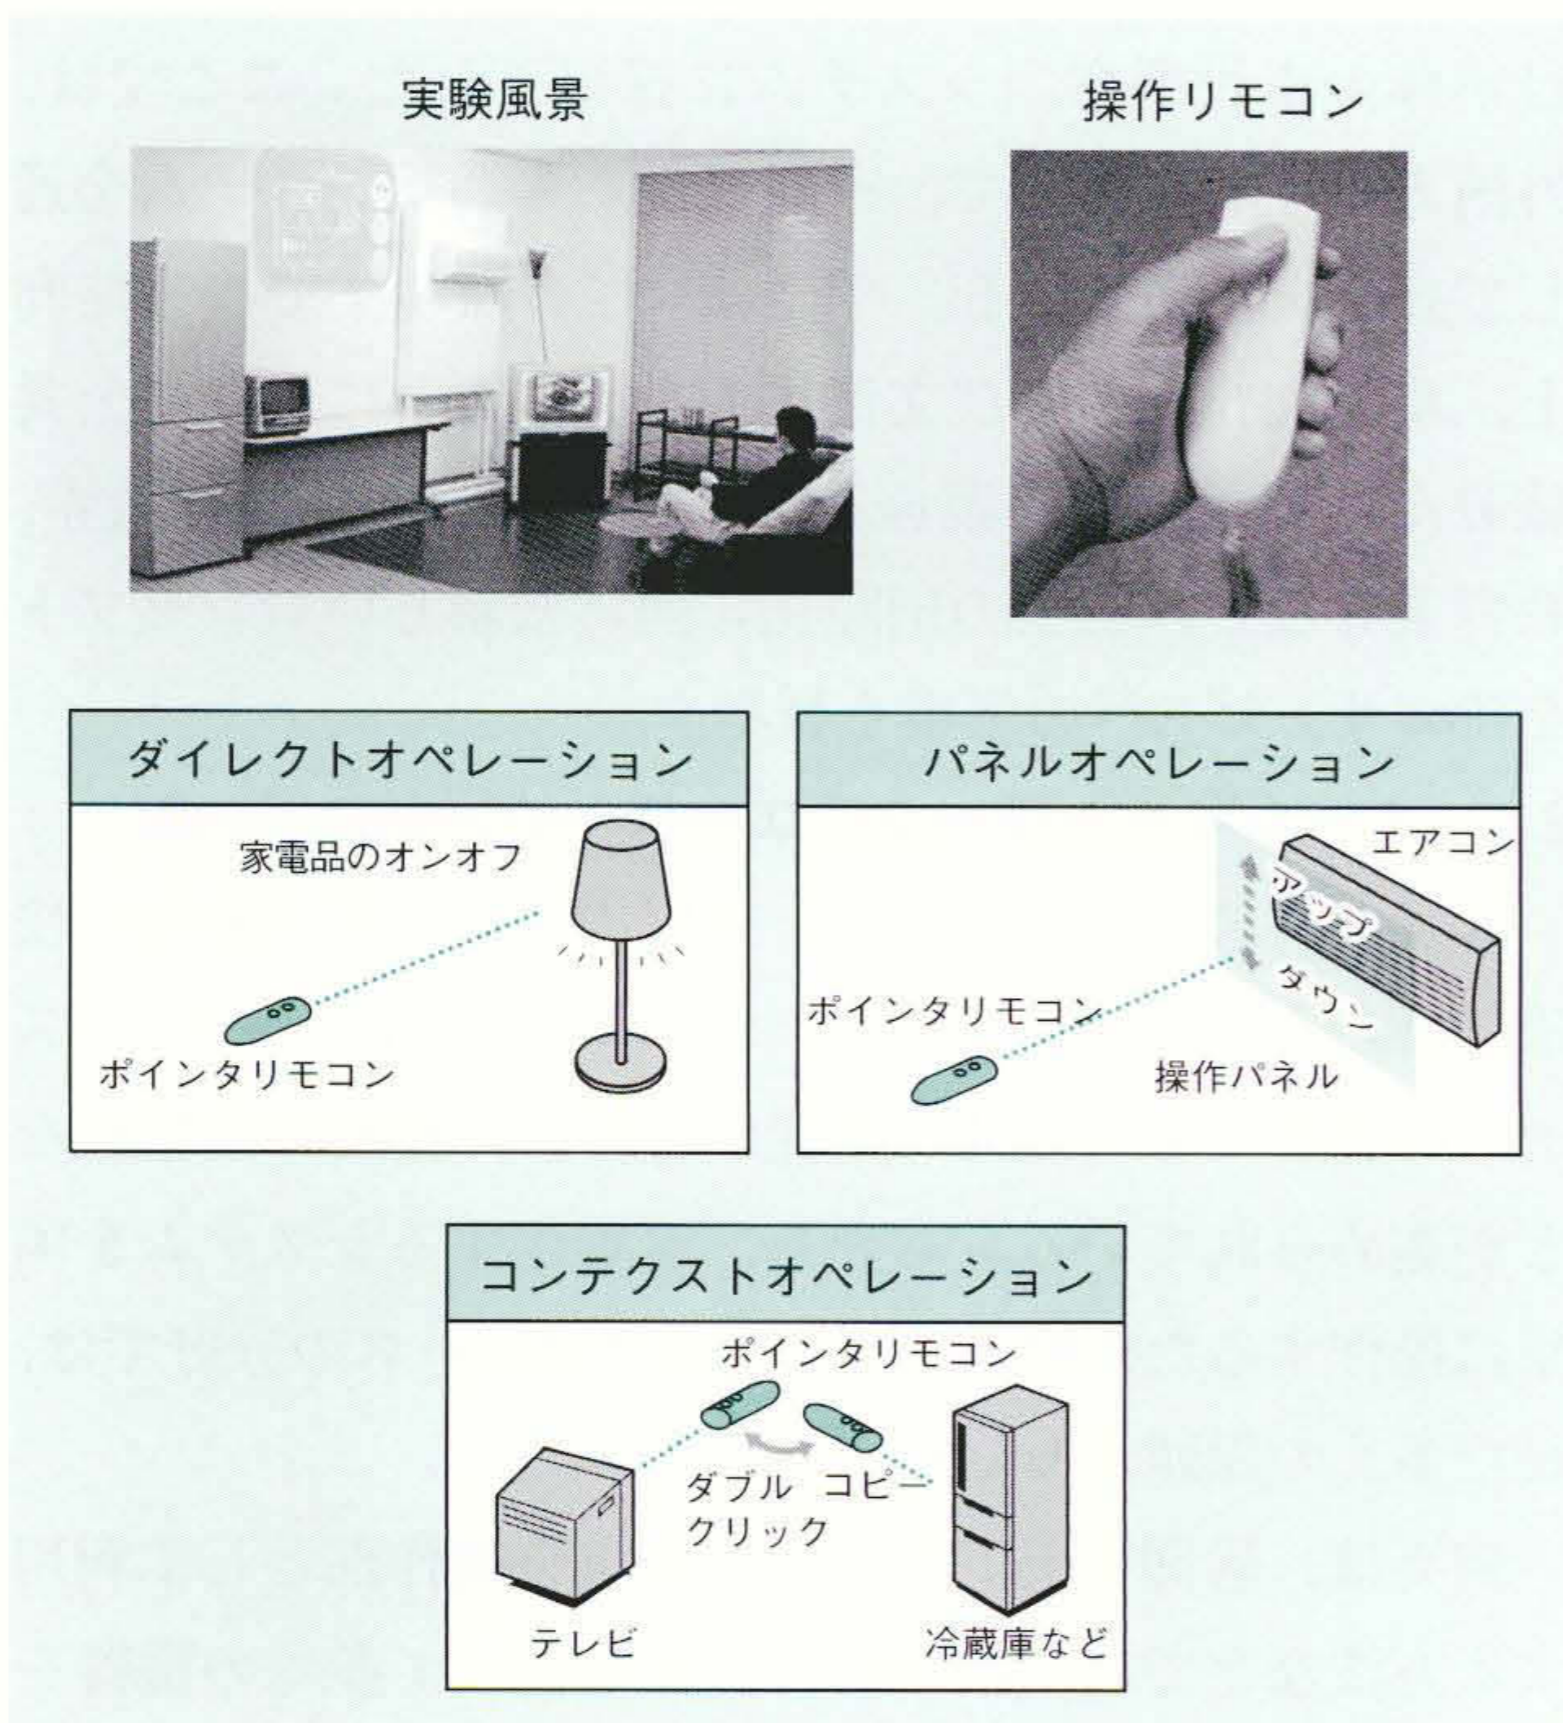 実験風景
操作リモコン
ダイレクトオペレーション
家電品のオンオフ
ポインタリモコン
パネルオペレーション
エアコン
アップ
ダウン
ポインタリモコン
操作パネル
コンテクストオペレーション
ポインタリモコン
ダブル コピー
クリック
テレビ
冷蔵庫など